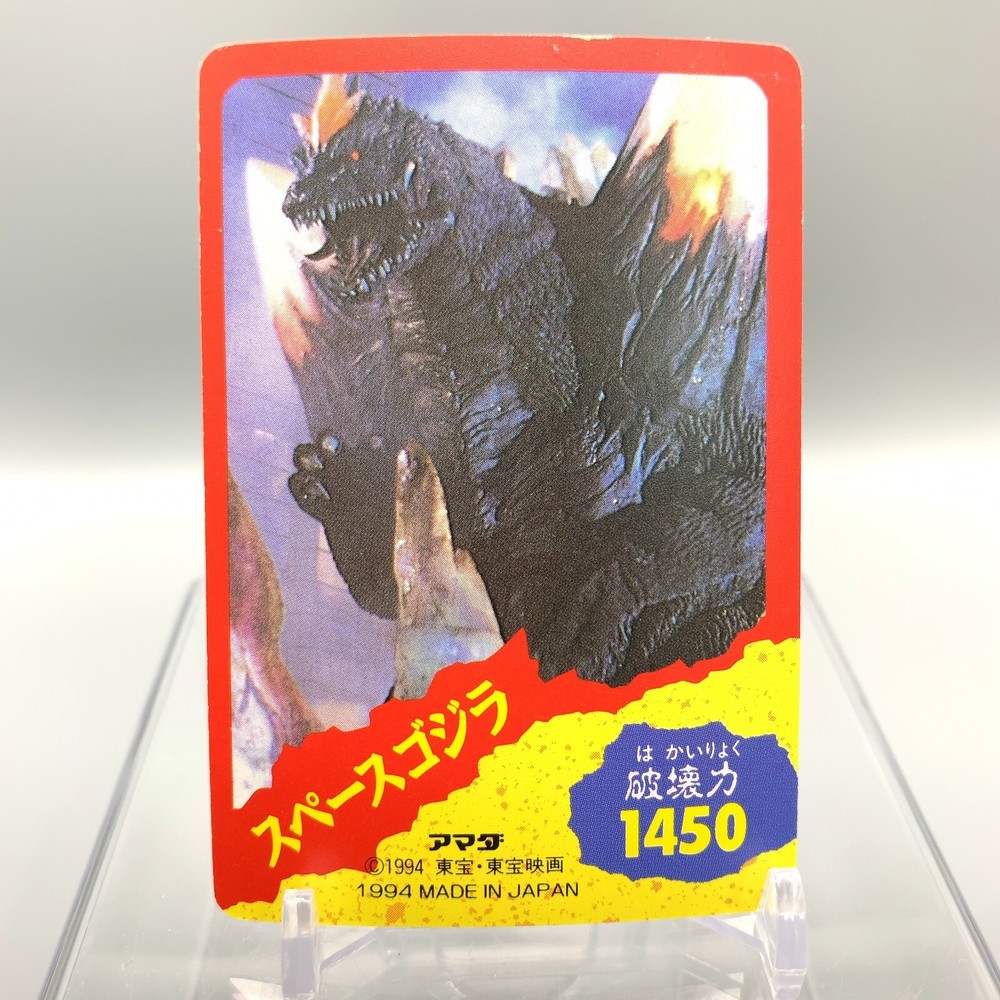 スペースゴジラ
はかいりょく
破壊力
1450
アマダ
©1994 東宝・東宝映画
1994 MADE IN JAPAN